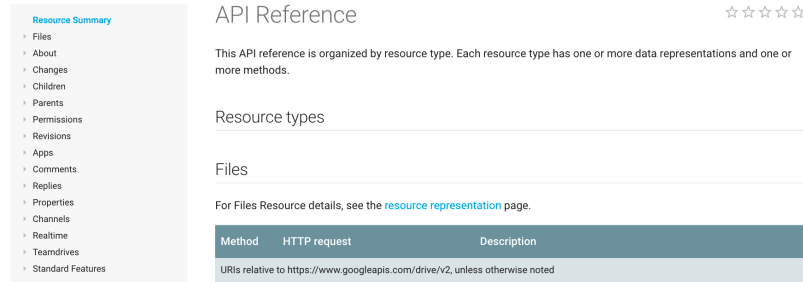 Resource Summary
Files
About
Changes
Children
Parents
Permissions
Revisions
Apps
Comments
Replies
Properties
Channels
Realtime
Teamdrives
Standard Features
API Reference
This API reference is organized by resource type. Each resource type has one or more data representations and one or
more methods.
Resource types
Files
For Files Resource details, see the resource representation page.
Method HTTP request Description
URIs relative to https://www.googleapis.com/drive/v2, unless otherwise noted